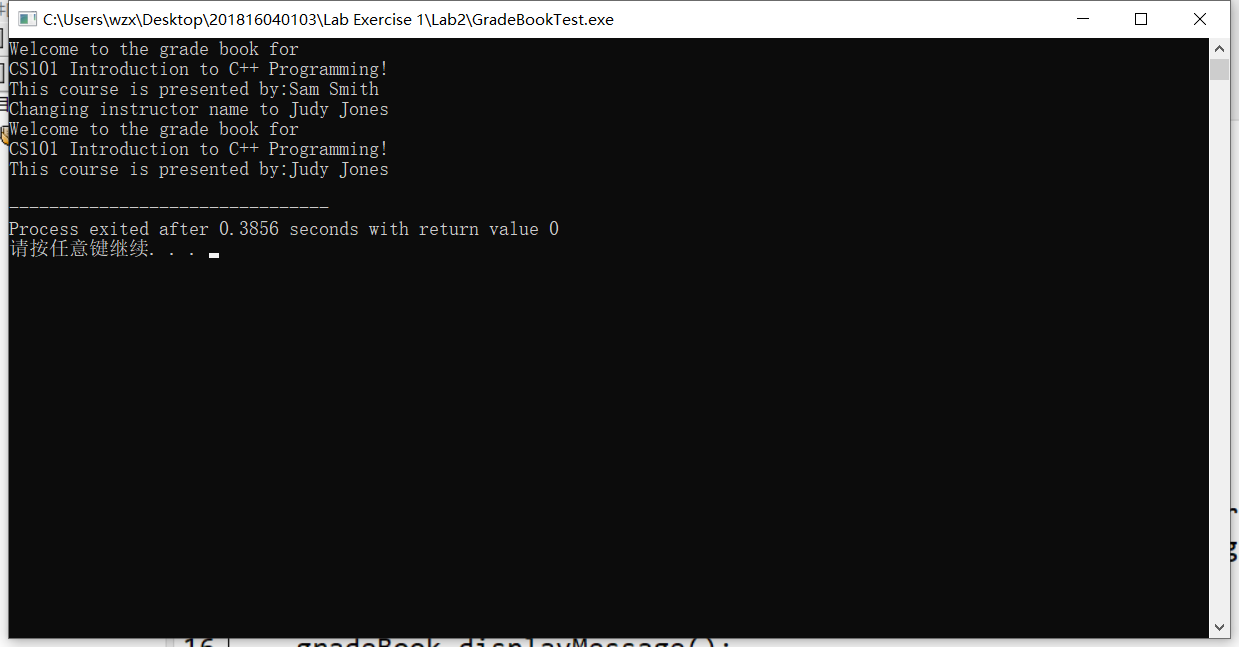 C:\Users\wzx\Desktop\201816040103\Lab Exercise 1\Lab2\GradeBookTest.exe
Welcome to the grade book for
CS101 Introduction to C++ Programming!
This course is presented by:Sam Smith
Changing instructor name to Judy Jones
Welcome to the grade book for
CS101 Introduction to C++ Programming!
This course is presented by:Judy Jones
--------------------------------
Process exited after 0.3856 seconds with return value 0
请按任意键继续. . .
16 gradeBook.displayMessage();